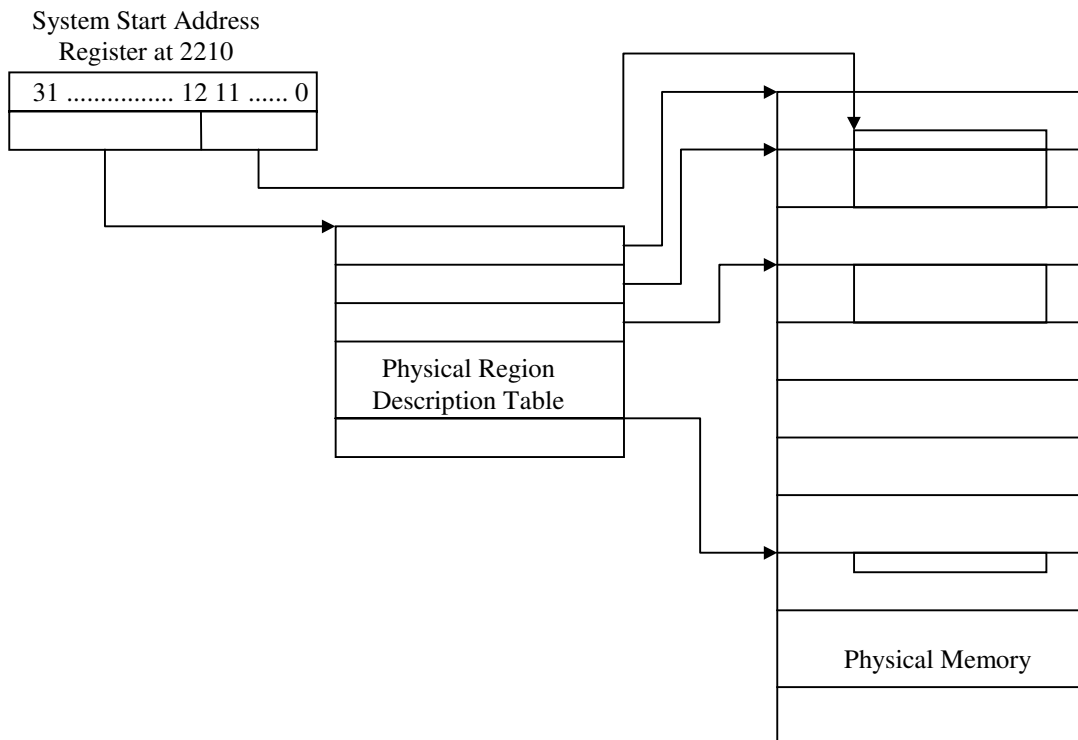 System Start Address
Register at 2210
31 ................ 12 11 ...... 0
Physical Region
Description Table
Physical Memory